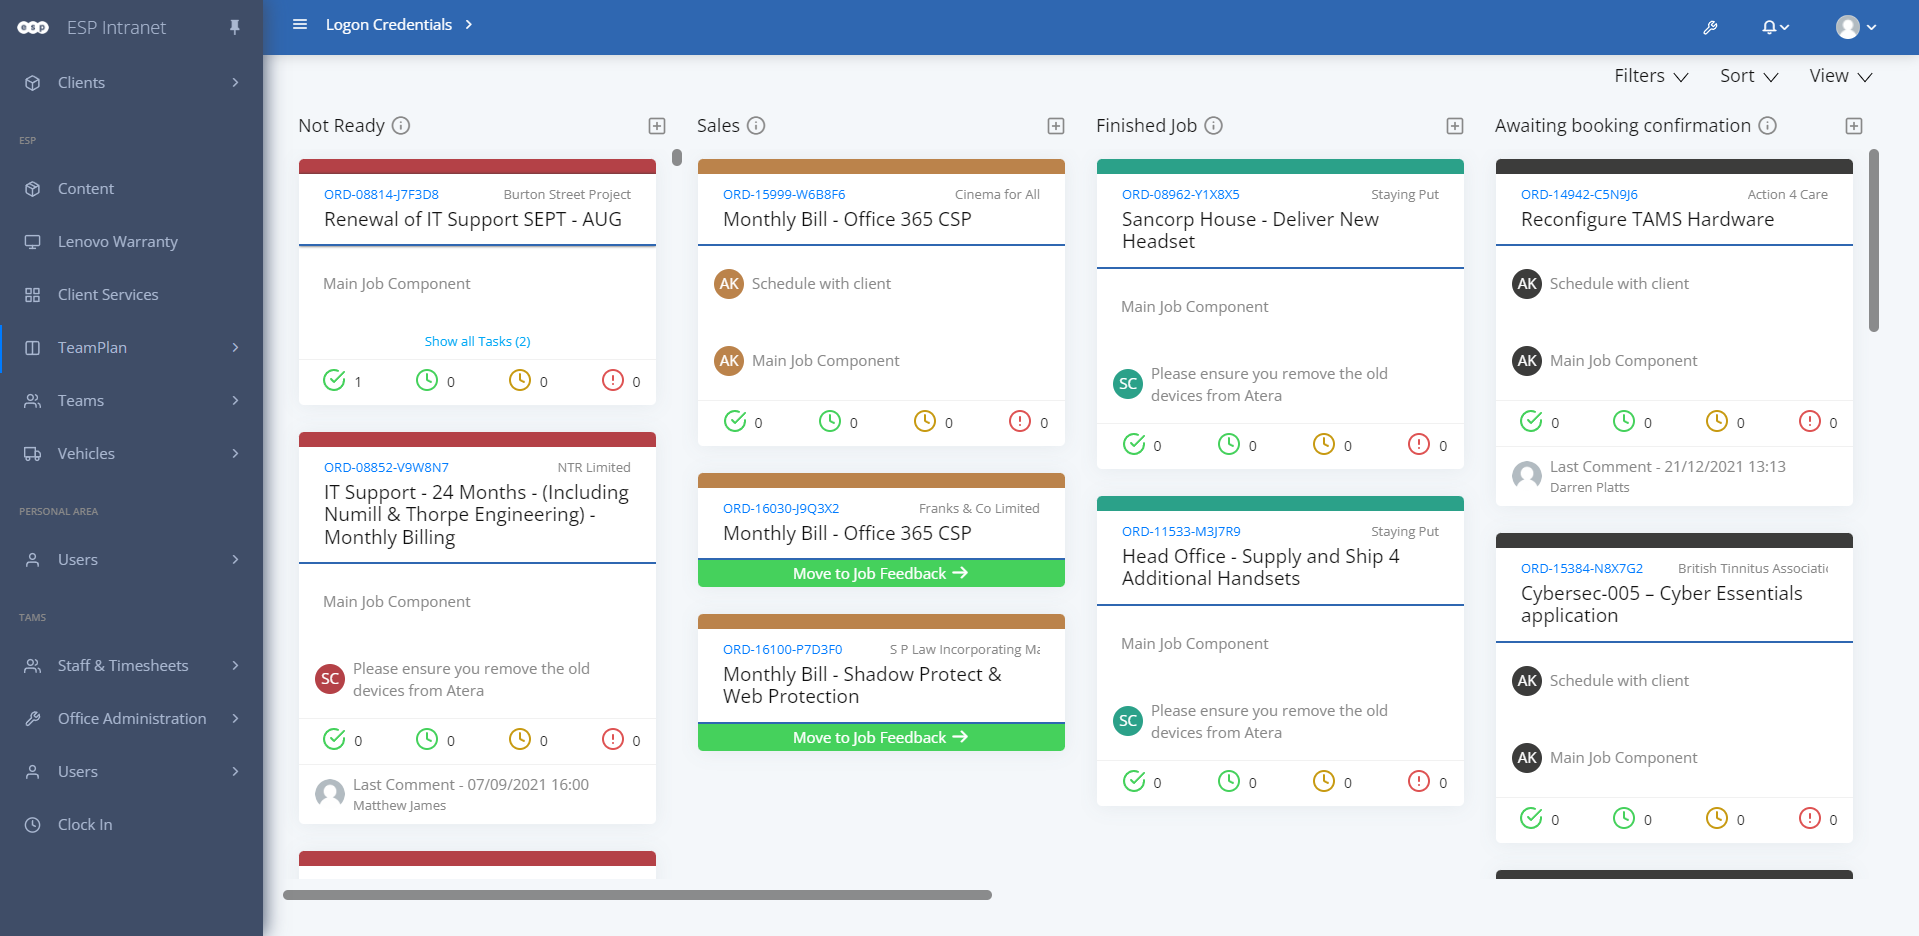 esp ESP Intranet
Clients
ESP
Content
Lenovo Warranty
Client Services
TeamPlan
Teams
Vehicles
PERSONAL AREA
Users
TAMS
Staff & Timesheets
Office Administration
Users
Clock In
Logon Credentials
Filters Sort View
Not Ready
ORD-08814-J7F3D8 Burton Street Project
Renewal of IT Support SEPT - AUG
Main Job Component
Show all Tasks (2)
1 0 0 0
ORD-08852-V9W8N7 NTR Limited
IT Support - 24 Months - (Including
Numill & Thorpe Engineering) -
Monthly Billing
Main Job Component
SC Please ensure you remove the old
devices from Atera
0 0 0 0
Last Comment - 07/09/2021 16:00
Matthew James
Sales
ORD-15999-W6B8F6 Cinema for All
Monthly Bill - Office 365 CSP
AK Schedule with client
AK Main Job Component
0 0 0 0
ORD-16030-J9Q3X2 Franks & Co Limited
Monthly Bill - Office 365 CSP
Move to Job Feedback →
ORD-16100-P7D3F0 S P Law Incorporating Ma
Monthly Bill - Shadow Protect &
Web Protection
Move to Job Feedback →
Finished Job
ORD-08962-Y1X8X5 Staying Put
Sancorp House - Deliver New
Headset
Main Job Component
SC Please ensure you remove the old
devices from Atera
0 0 0 0
ORD-11533-M3J7R9 Staying Put
Head Office - Supply and Ship 4
Additional Handsets
Main Job Component
SC Please ensure you remove the old
devices from Atera
0 0 0 0
Awaiting booking confirmation
ORD-14942-C5N9J6 Action 4 Care
Reconfigure TAMS Hardware
AK Schedule with client
AK Main Job Component
0 0 0 0
Last Comment - 21/12/2021 13:13
Darren Platts
ORD-15384-N8X7G2 British Tinnitus Associatic
Cybersec-005 – Cyber Essentials
application
AK Schedule with client
AK Main Job Component
0 0 0 0